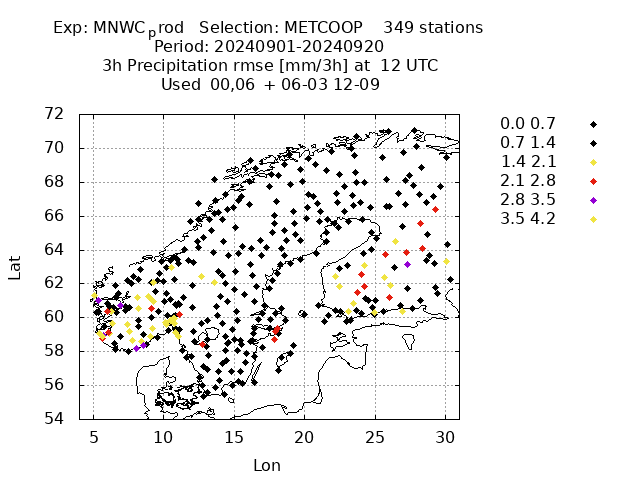 Exp: MNWCprod   Selection: METCOOP    349 stations
Period: 20240901-20240920
3h Precipitation rmse [mm/3h] at  12 UTC
Used  00,06  + 06-03 12-09
0.0 0.7
0.7 1.4
1.4 2.1
2.1 2.8
2.8 3.5
3.5 4.2
72
70
68
66
64
62
60
58
56
54
Lat
5 10 15 20 25 30
Lon